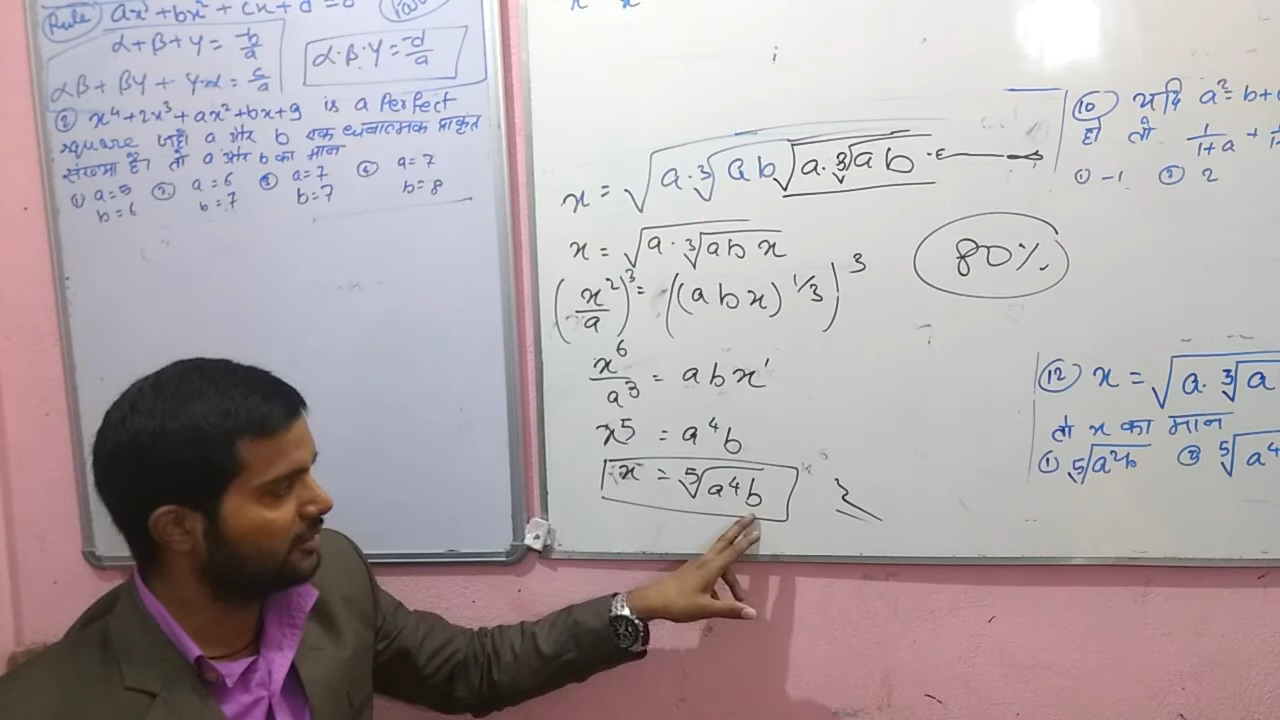 Rule ax³+bx²+cx+d=0
α+β+γ=-b/a
α·β·γ=-d/a
αβ+βγ+γα=c/a
② x⁴+2x³+ax²+bx+9 is a Perfect
square जहाँ a और b एक धनात्मक प्राकृत
संख्या है। तो a और b का मान
① a=5 ② a=6 ③ a=7 ④ a=7
b=6 b=7 b=7 b=8
x = √(a·∛(ab√(a·∛(ab
x = √(a·∛(abx))
(x²/a)³ = ((abx)^1/3)³
80%
x⁶/a³ = abx¹
x⁵ = a⁴b
x = ⁵√(a⁴b)
⑩ यदि a²=b+
हो तो 1/(1+a) +
① -1 ② 2
⑫ x = √(a·∛(a
तो x का मान
① ⁵√(a²b) ② ⁵√(a⁴